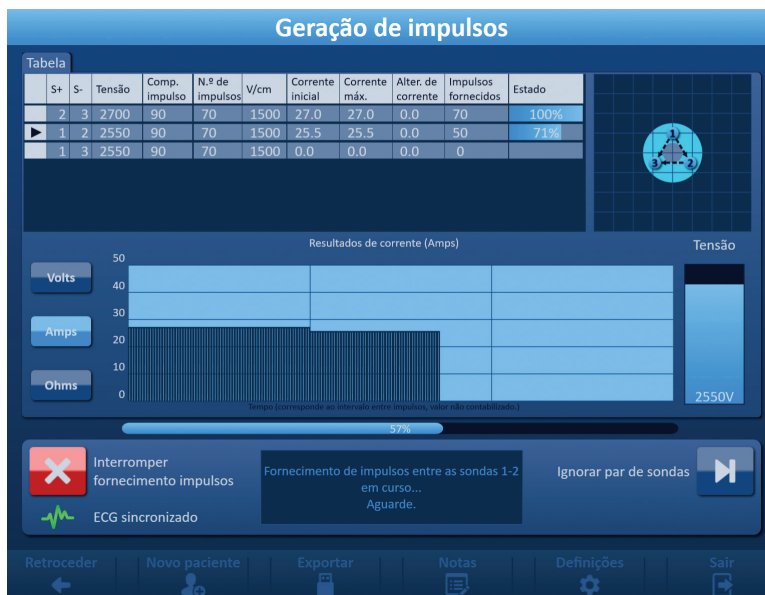 Geração de impulsos
Tabela
S+ S- Tensão Comp. impulso N.º de impulsos V/cm Corrente inicial Corrente máx. Alter. de corrente Impulsos fornecidos Estado
2 3 2700 90 70 1500 27.0 27.0 0.0 70 100%
1 2 2550 90 70 1500 25.5 25.5 0.0 50 71%
1 3 2550 90 70 1500 0.0 0.0 0.0 0
1
3 2
Resultados de corrente (Amps)
Tensão
Volts
Amps
Ohms
50
40
30
20
10
0
2550V
Tempo (corresponde ao intervalo entre impulsos, valor não contabilizado.)
57%
Interromper
fornecimento impulsos
ECG sincronizado
Fornecimento de impulsos entre as sondas 1-2
em curso...
Aguarde.
Ignorar par de sondas
Retroceder Novo paciente Exportar Notas Definições Sair